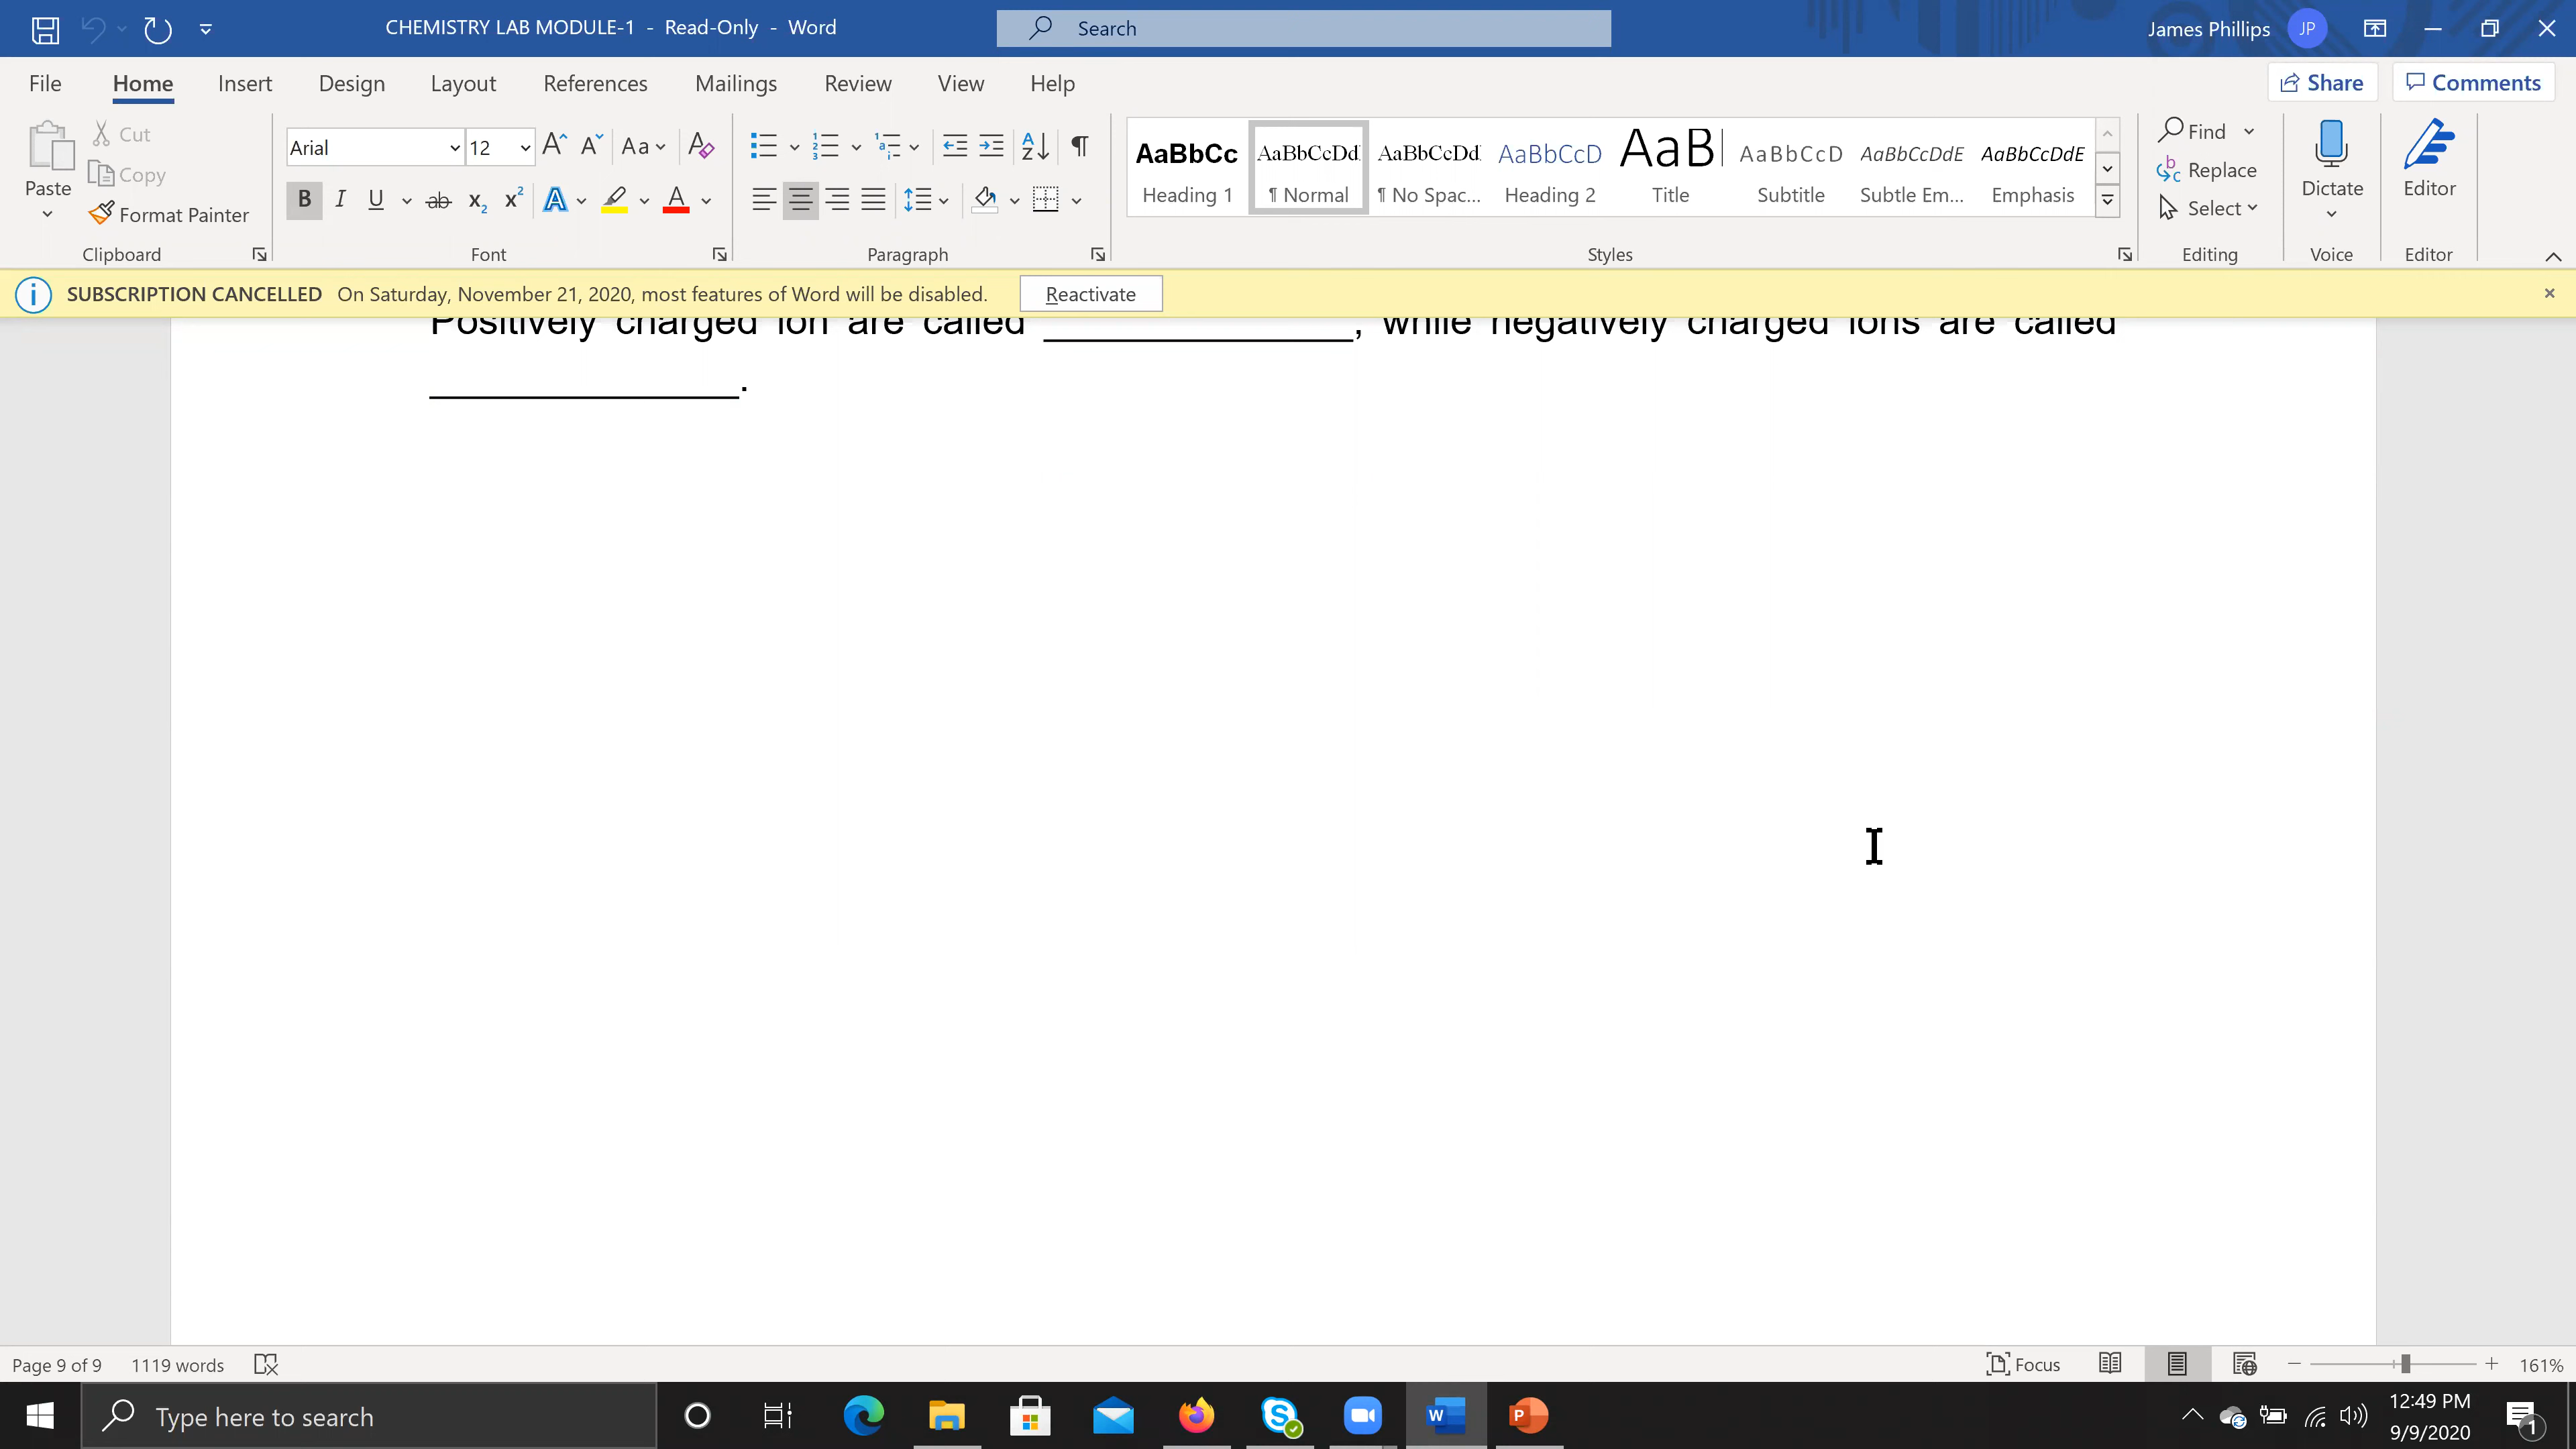 CHEMISTRY LAB MODULE-1 - Read-Only - Word
Search
James Phillips JP
File Home Insert Design Layout References Mailings Review View Help
Share Comments
Paste
Cut
Copy
Format Painter
Clipboard
Arial 12
Font
Paragraph
AaBbCc AaBbCcDd AaBbCcDd AaBbCcD AaB AaBbCcD AaBbCcDdE AaBbCcDdE
Heading 1 ¶ Normal ¶ No Spac... Heading 2 Title Subtitle Subtle Em... Emphasis
Styles
Find
Replace
Select
Editing
Dictate
Voice
Editor
Editor
SUBSCRIPTION CANCELLED On Saturday, November 21, 2020, most features of Word will be disabled. Reactivate
Positively charged ion are called ________________, while negatively charged ions are called
________________.
Page 9 of 9 1119 words
Focus
161%
Type here to search
12:49 PM
9/9/2020
1